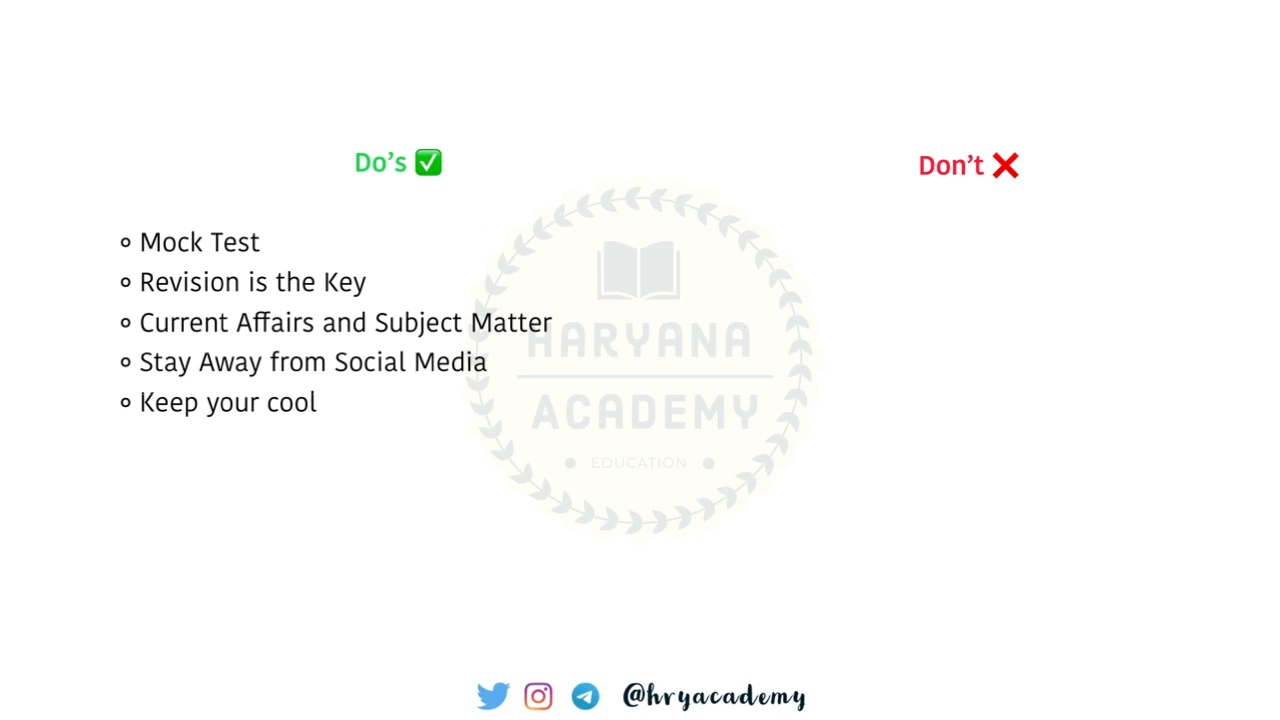 Do's ✅
Don't ❌
Mock Test
Revision is the Key
Current Affairs and Subject Matter
Stay Away from Social Media
Keep your cool
HARYANA
ACADEMY
EDUCATION
@hryacademy